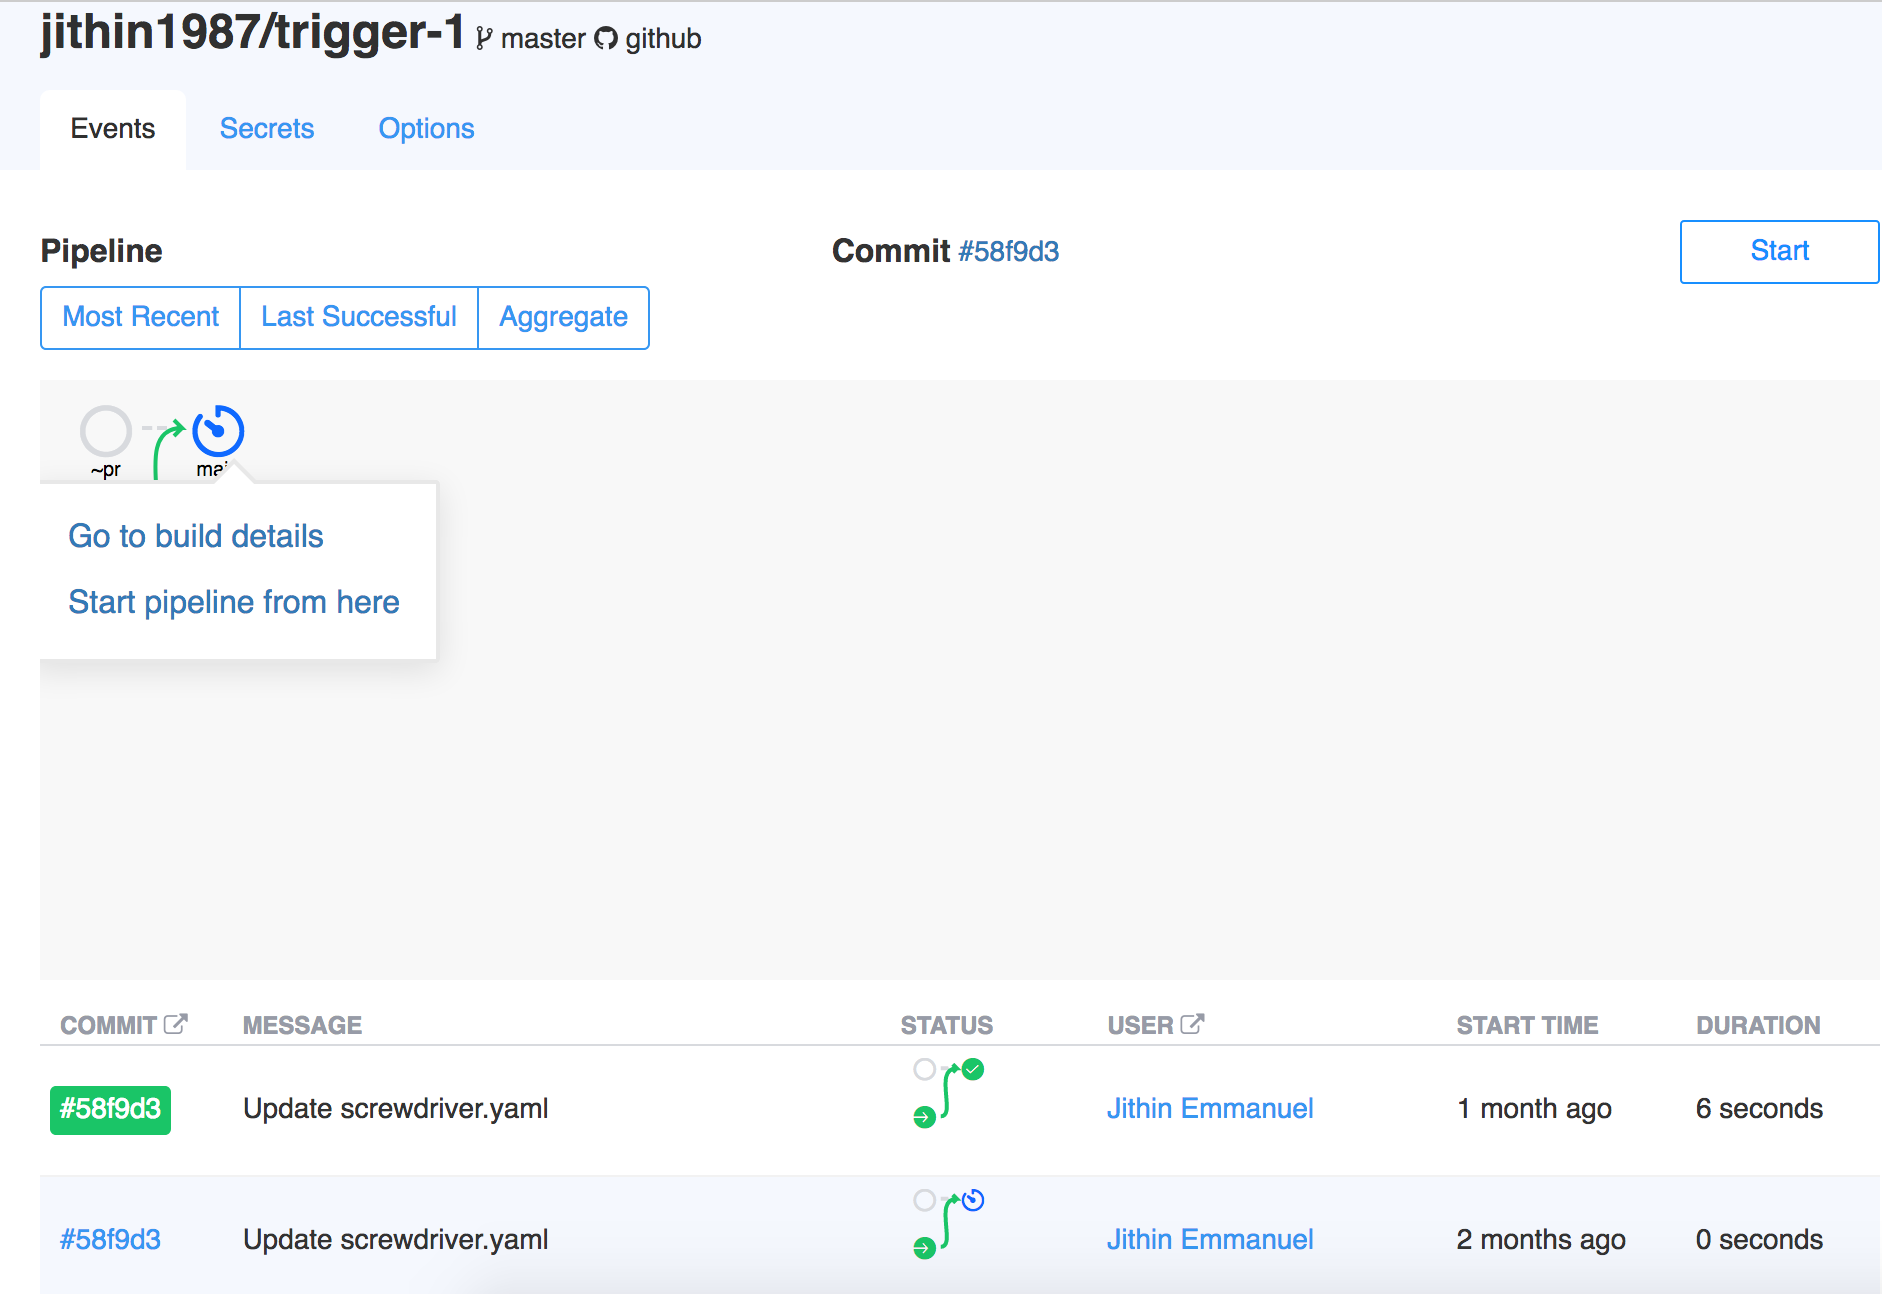 jithin1987/trigger-1 master github
Events Secrets Options
Pipeline Commit #58f9d3 Start
Most Recent Last Successful Aggregate
~pr
Go to build details
Start pipeline from here
COMMIT MESSAGE STATUS USER START TIME DURATION
#58f9d3 Update screwdriver.yaml Jithin Emmanuel 1 month ago 6 seconds
#58f9d3 Update screwdriver.yaml Jithin Emmanuel 2 months ago 0 seconds